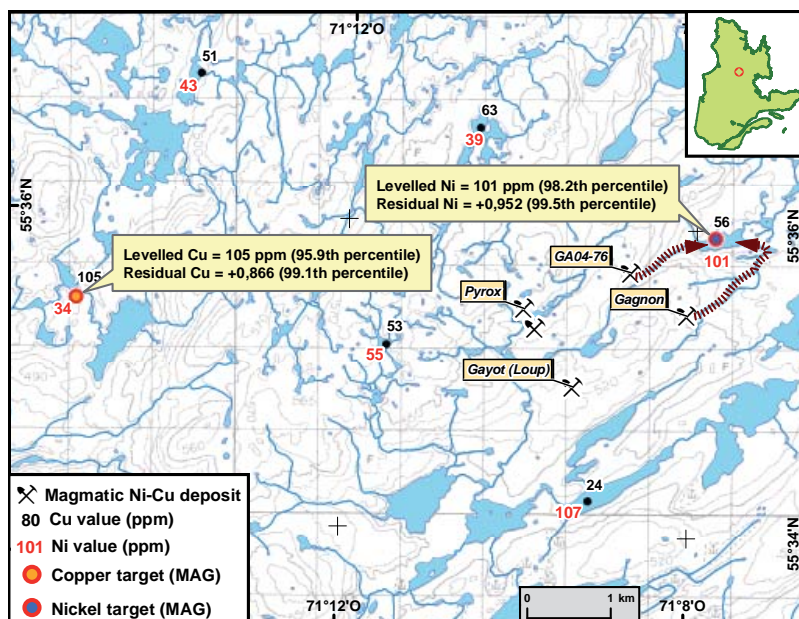 71°12'O
51
43
63
39
55°36'N
Levelled Ni = 101 ppm (98.2th percentile)
Residual Ni = +0,952 (99.5th percentile)
56
101
55°36'N
Levelled Cu = 105 ppm (95.9th percentile)
Residual Cu = +0,866 (99.1th percentile)
105
34
GA04-76
Pyrox
Gagnon
53
55
Gayot (Loup)
24
107
55°34'N
Magmatic Ni-Cu deposit
80 Cu value (ppm)
101 Ni value (ppm)
Copper target (MAG)
Nickel target (MAG)
71°12'O
0 1 km
71°8'O